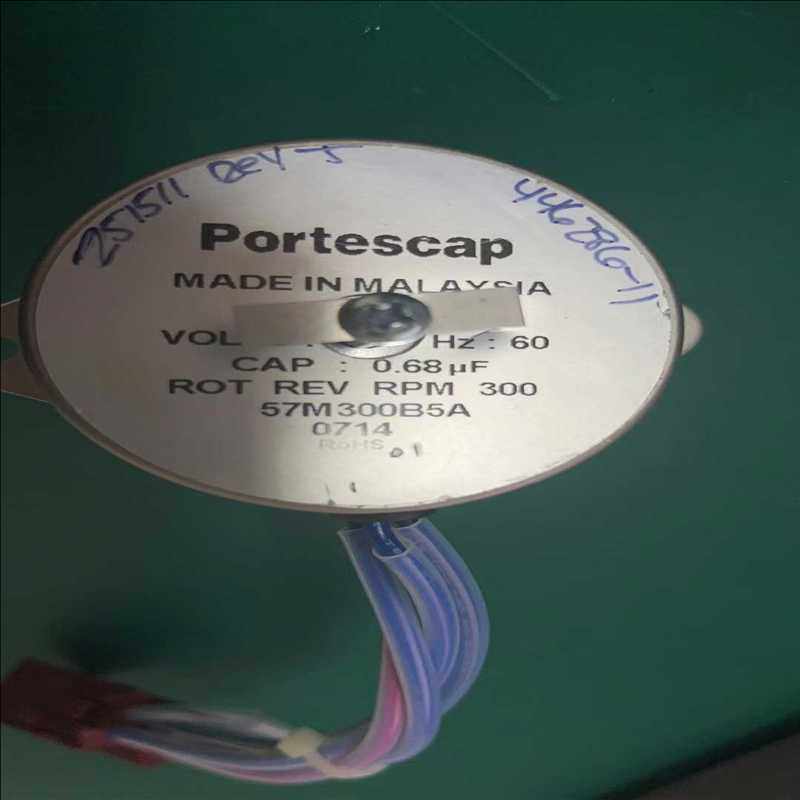 251511 REV J
446286-11
Portescap
MADE IN MALAYSIA
VOL Hz : 60
CAP : 0.68µF
ROT REV RPM 300
57M300B5A
0714
RoHS